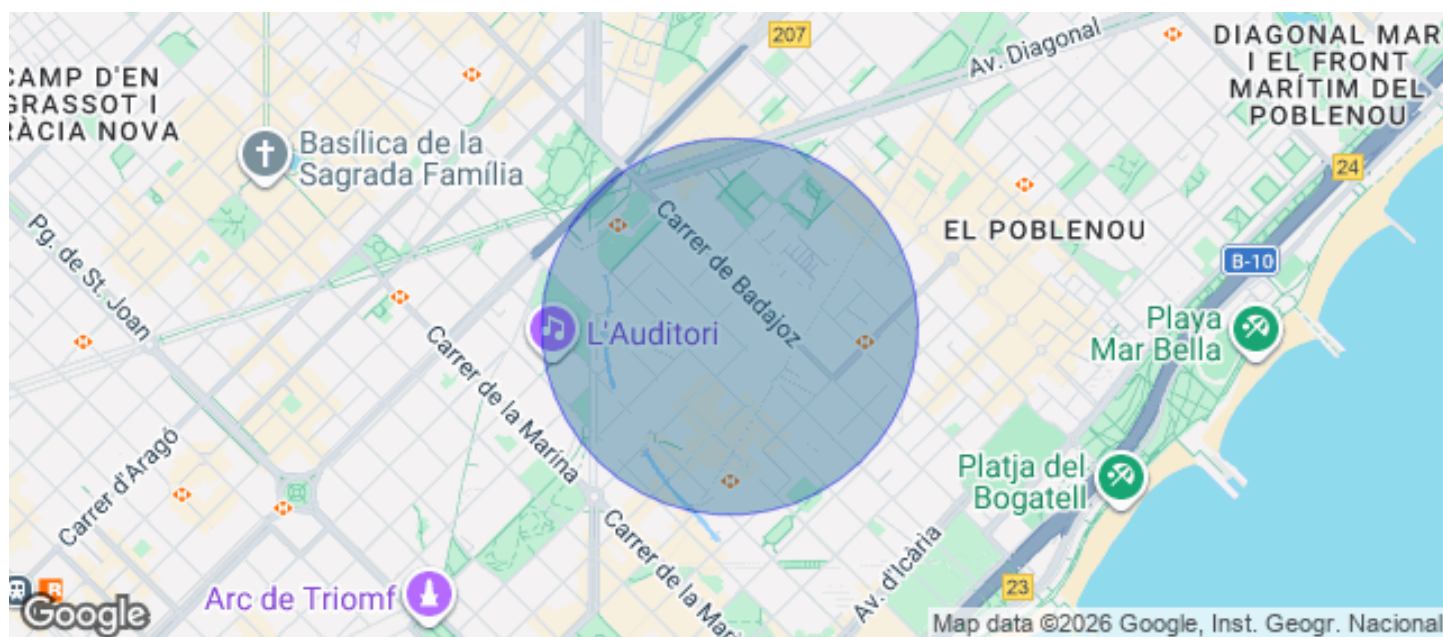 207
Av. Diagonal
DIAGONAL MAR
I EL FRONT
MARÍTIM DEL
POBLENOU
CAMP D'EN
GRASSOT I
RÀCIA NOVA
Basílica de la
Sagrada Família
24
Carrer de Badajoz
EL POBLENOU
Pg. de St. Joan
B-10
L'Auditori
Playa
Mar Bella
Carrer de la Marina
Carrer d'Aragó
Platja del
Bogatell
Carrer de la Mari
Av. d'Icària
23
Arc de Triomf
R
Google
Map data ©2026 Google, Inst. Geogr. Nacional